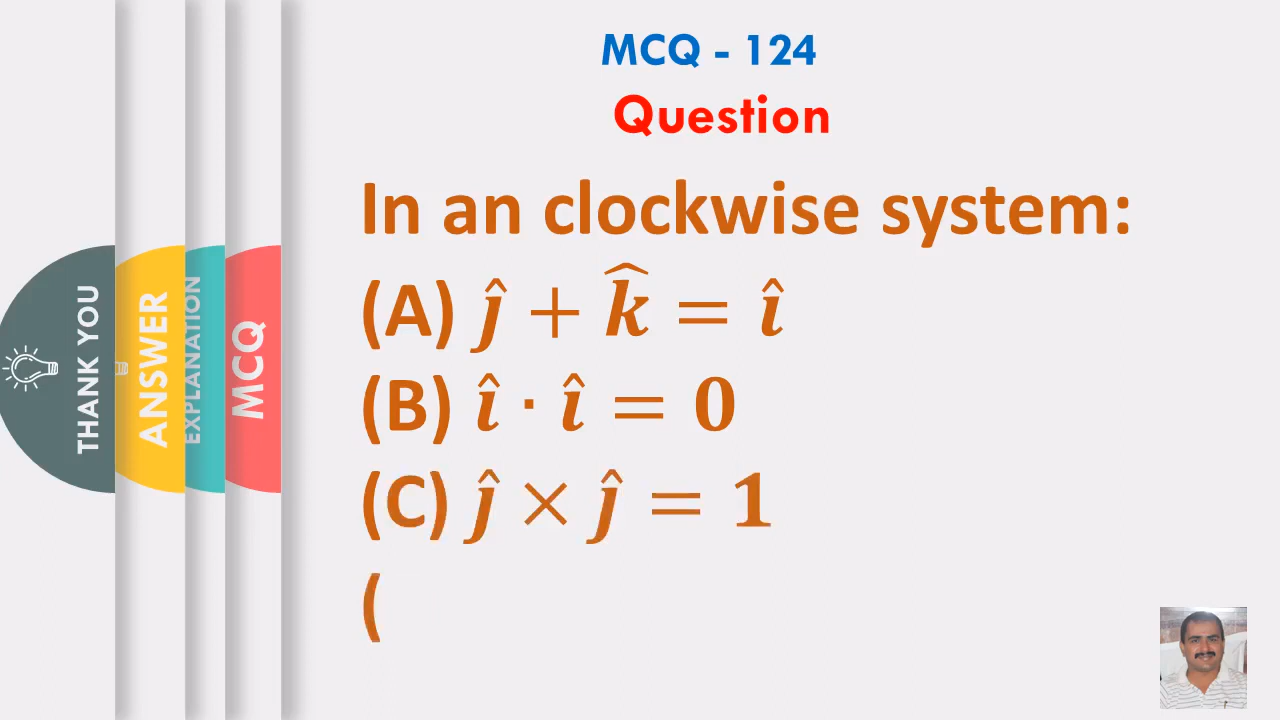 MCQ - 124
Question
In an clockwise system:
(A) ĵ + k̂ = î
(B) î · î = 0
(C) ĵ × ĵ = 1
(
THANK YOU
ANSWER
EXPLANATION
MCQ